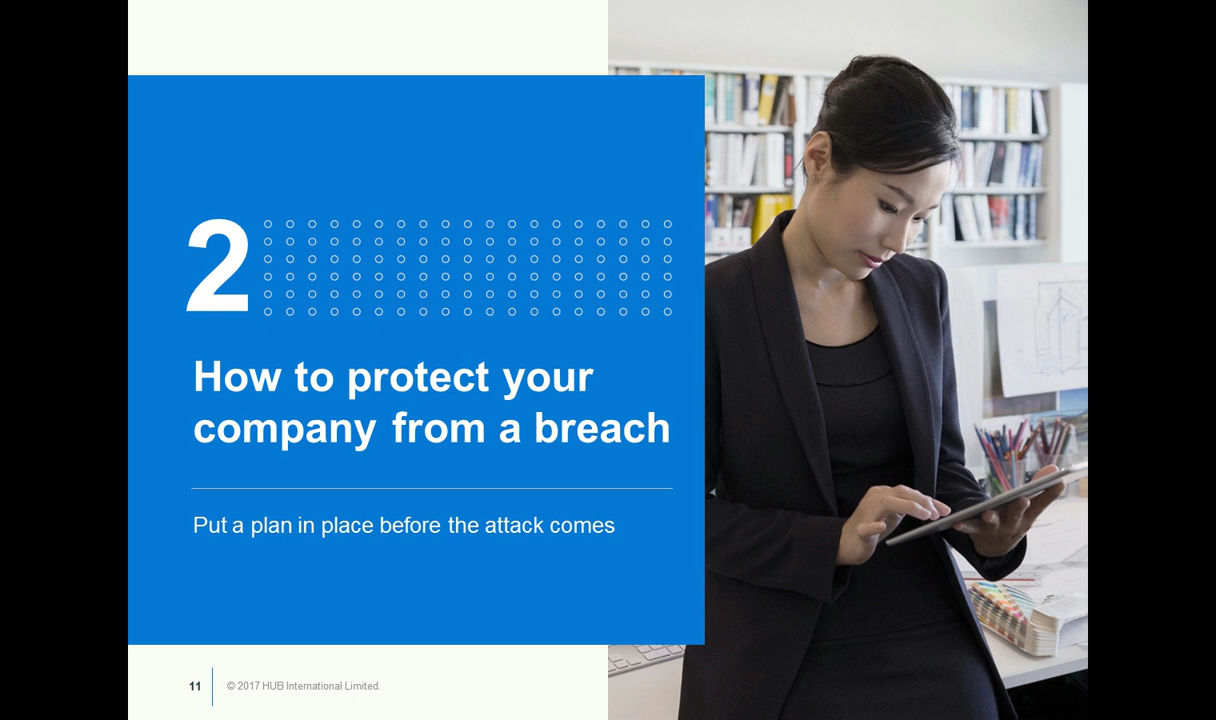 2
How to protect your
company from a breach
Put a plan in place before the attack comes
11
© 2017 HUB International Limited.